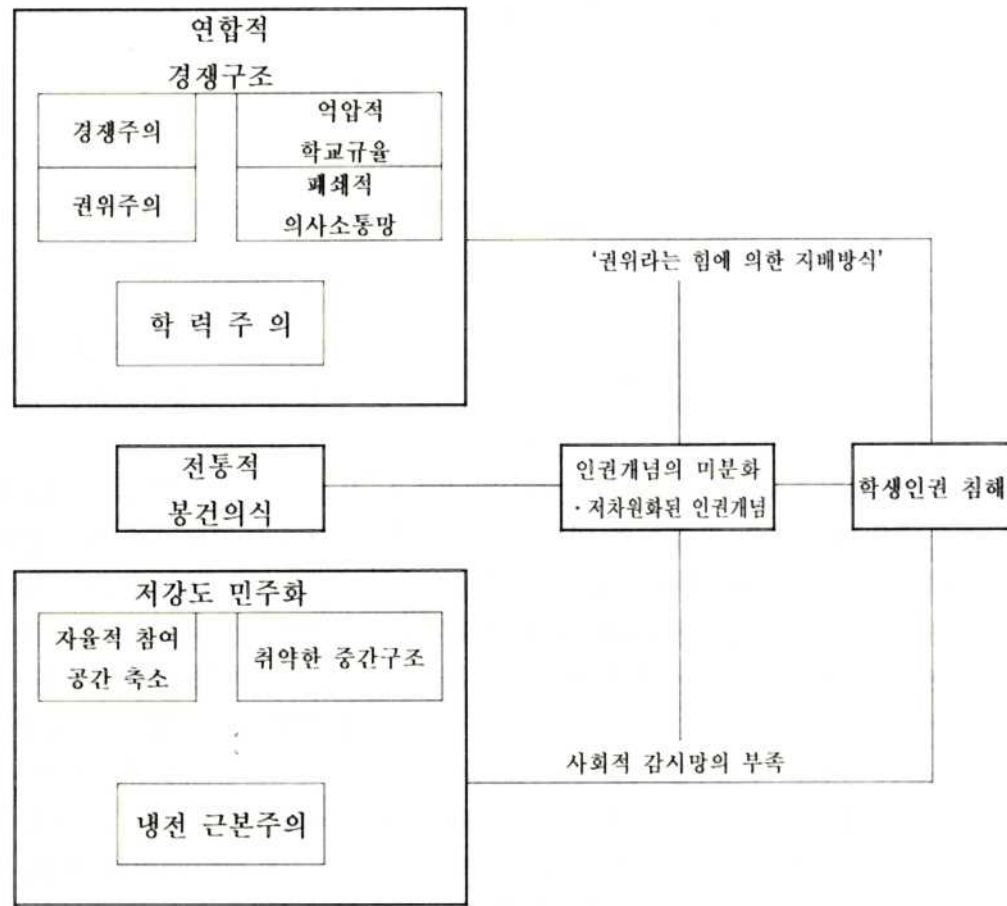 연합적
경쟁구조
경쟁주의
권위주의
억압적
학교규율
폐쇄적
의사소통망
학 력 주 의
'권위라는 힘에 의한 지배방식'
전통적
봉건의식
인권개념의 미분화
· 저차원화된 인권개념
학생인권 침해
저강도 민주화
자율적 참여
공간 축소
취약한 중간구조
냉전 근본주의
사회적 감시망의 부족